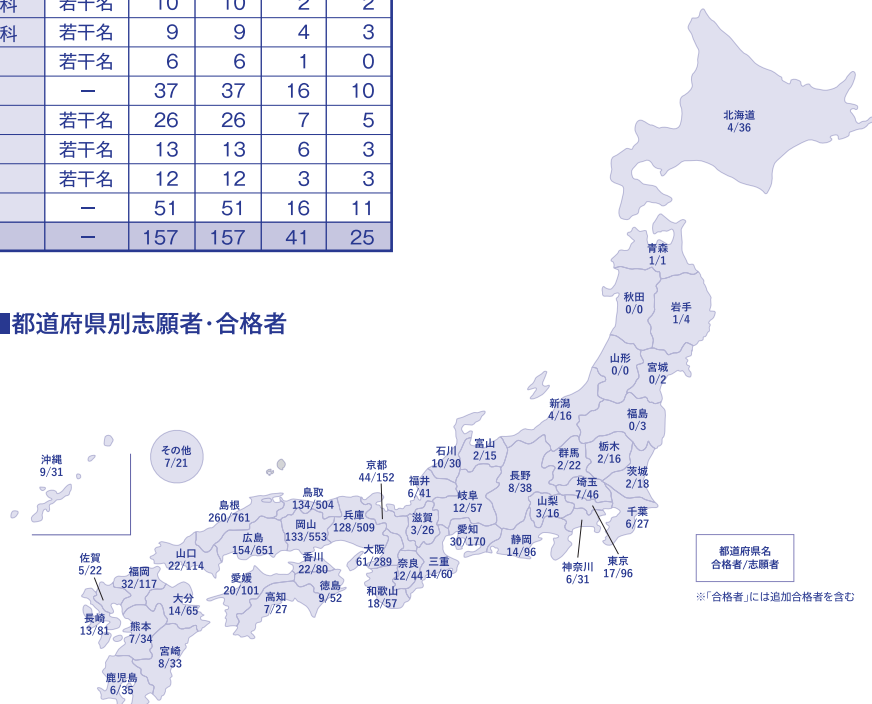 科 若干名 10 10 2 2
科 若干名 9 9 4 3
若干名 6 6 1 0
− 37 37 16 10
若干名 26 26 7 5
若干名 13 13 6 3
若干名 12 12 3 3
− 51 51 16 11
− 157 157 41 25
■都道府県別志願者·合格者
北海道
4/36
青森
1/1
秋田
0/0
岩手
1/4
山形
0/0
宮城
0/2
新潟
4/16
福島
0/3
石川
10/30
富山
2/15
群馬
2/22
栃木
2/16
茨城
2/18
沖縄
9/31
その他
7/21
京都
44/152
福井
6/41
岐阜
12/57
長野
8/38
山梨
3/16
埼玉
7/46
千葉
6/27
島根
260/761
鳥取
134/504
兵庫
128/509
滋賀
3/26
愛知
30/170
静岡
14/96
神奈川
6/31
東京
17/96
広島
154/651
岡山
133/553
大阪
61/289
奈良
12/44
三重
14/60
山口
22/114
香川
22/80
和歌山
18/57
佐賀
5/22
福岡
32/117
愛媛
20/101
高知
7/27
徳島
9/52
大分
14/65
長崎
13/81
熊本
7/34
宮崎
8/33
鹿児島
6/35
都道府県名
合格者/志願者
※「合格者」には追加合格者を含む